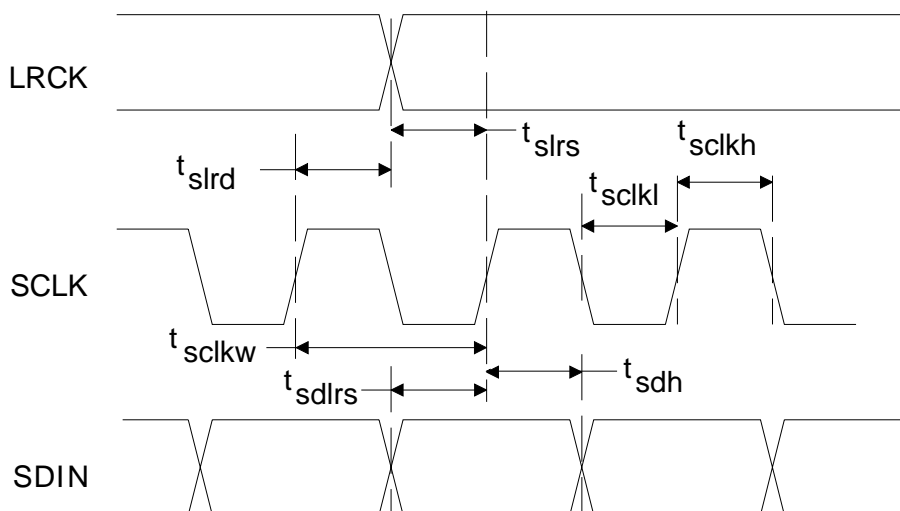 LRCK
t slrs
t sclkh
t slrd
t sclkl
SCLK
t sclkw
t sdlrs
t sdh
SDIN